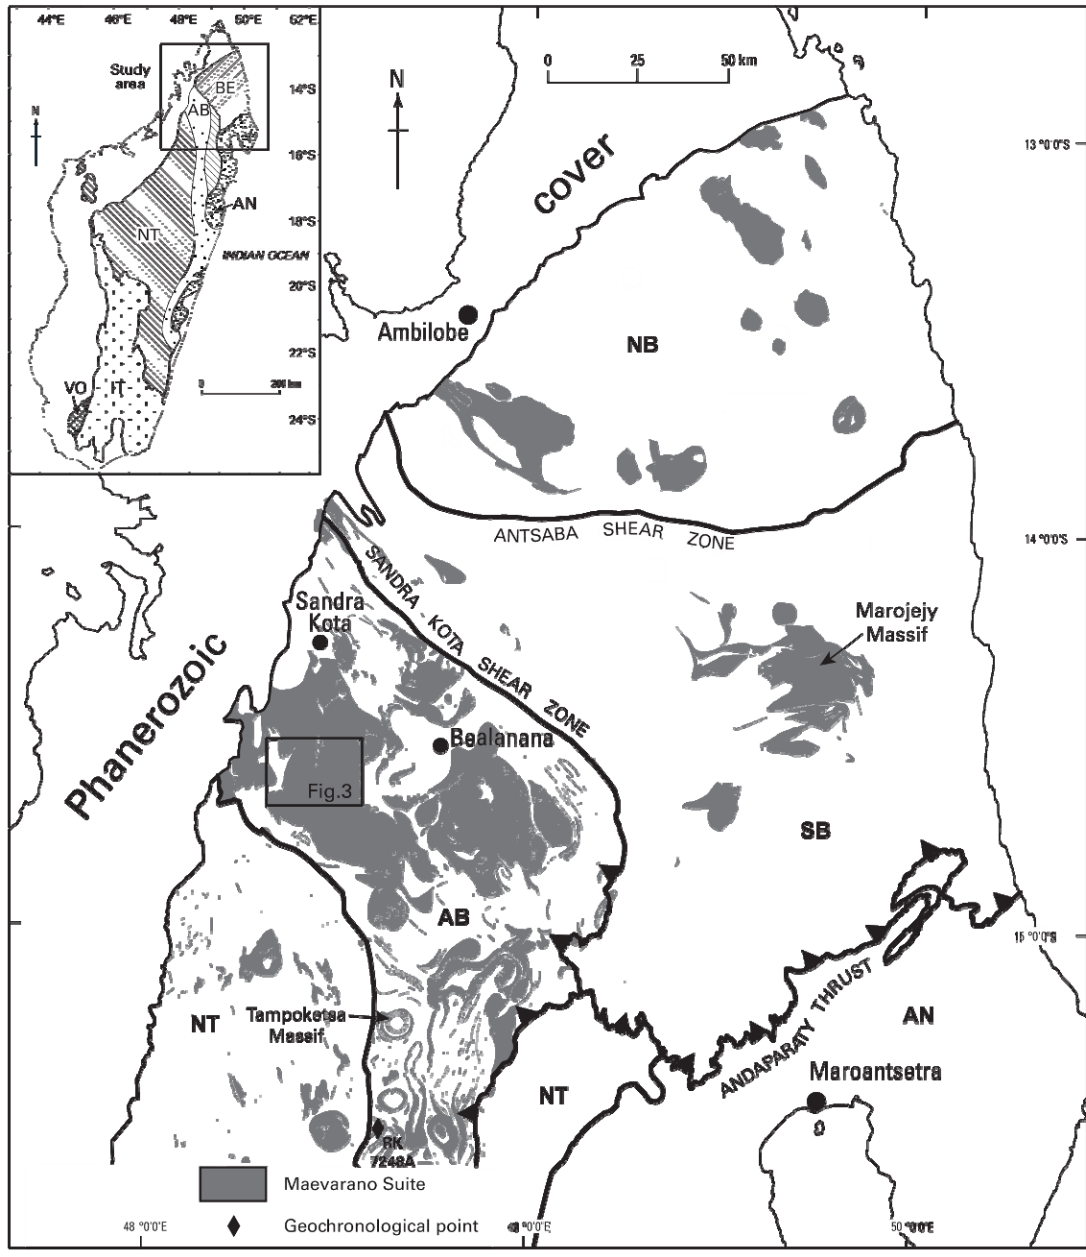 44°E 46°E 48°E 50°E 52°E
Study
area
14°S
16°S
18°S
20°S
22°S
24°S
N
BE
AB
AN
NT
INDIAN OCEAN
VO
IT
0
N
0 25 50 km
cover
13°0'0"S
Ambilobe
NB
ANTSABA SHEAR ZONE
14°0'0"S
SANDRA KOTA SHEAR ZONE
Sandra
Kota
Marojejy
Massif
Phanerozoic
Bealanana
Fig.3
SB
AB
15°0'0"S
NT
Tampoketsa
Massif
ANDAPARATY THRUST
AN
NT
Maroantsetra
RK
7248A
Maevarano Suite
Geochronological point
48°0'0"E
50°0'0"E